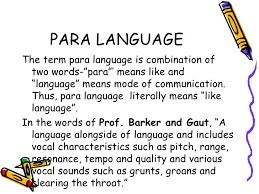 PARA LANGUAGE
The term para language is combination of
two words-“para”’ means like and
“language” means mode of communication.
Thus, para language literally means “like
language”.
In the words of Prof. Barker and Gaut, “A
language alongside of language and includes
vocal characteristics such as pitch, range,
resonance, tempo and quality and various
vocal sounds such as grunts, groans and
clearing the throat.”